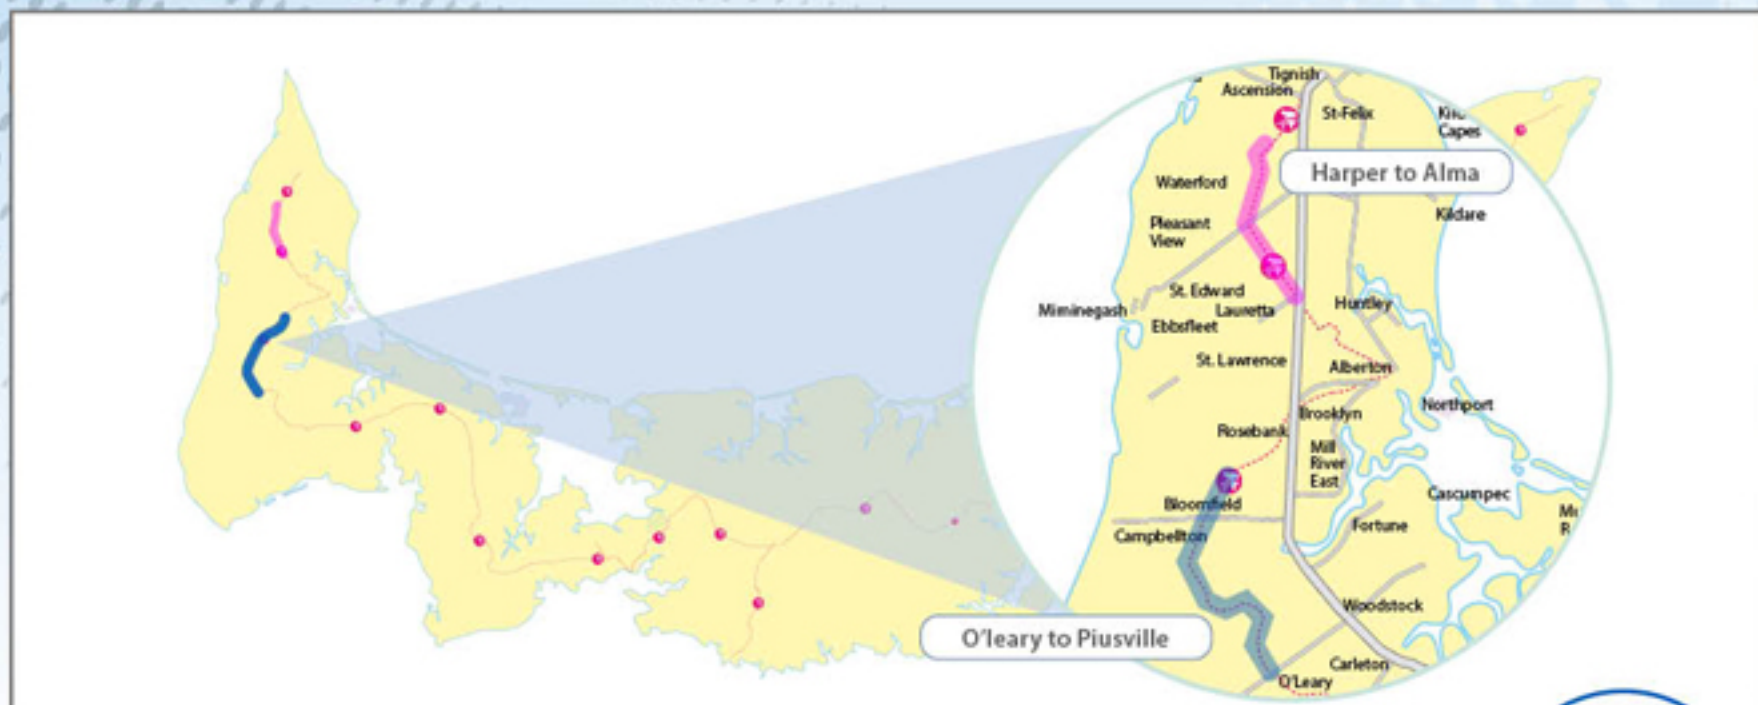 Tignish
Ascension
St-Felix
Capes
Harper to Alma
Waterford
Kildare
Pleasant
View
St. Edward
Lauretta
Huntley
Miminegash
Ebbsfleet
St. Lawrence
Alberton
Northport
Brooklyn
Rosebank
Mill
River
East
Cascumpec
Bloomfield
Fortune
Campbellton
Woodstock
O'leary to Piusville
Carleton
O'Leary